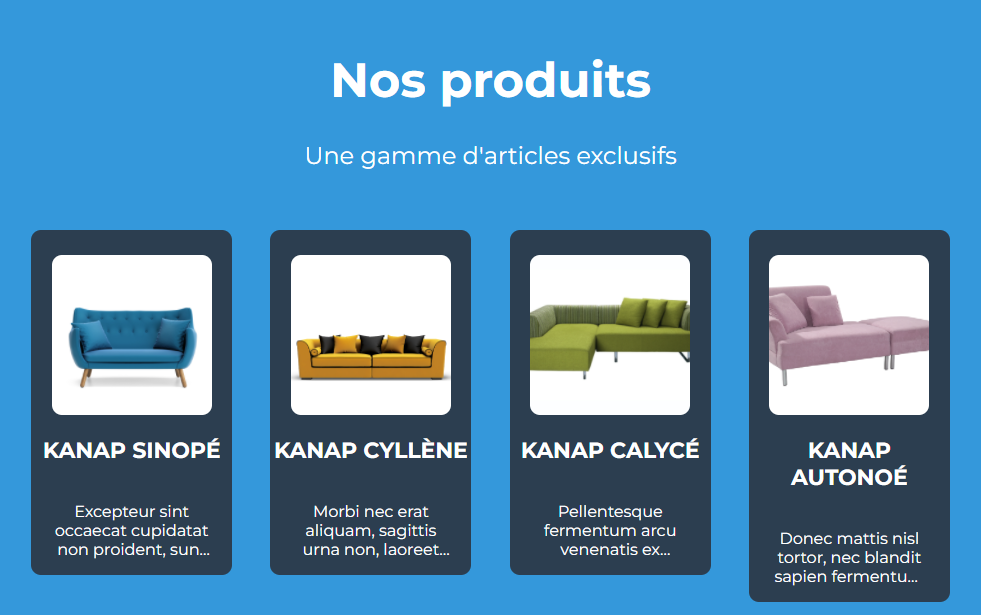 Nos produits
Une gamme d'articles exclusifs
KANAP SINOPÉ
Excepteur sint
occaecat cupidatat
non proident, sun...
KANAP CYLLÈNE
Morbi nec erat
aliquam, sagittis
urna non, laoreet...
KANAP CALYCÉ
Pellentesque
fermentum arcu
venenatis ex...
KANAP
AUTONOÉ
Donec mattis nisl
tortor, nec blandit
sapien fermentu...